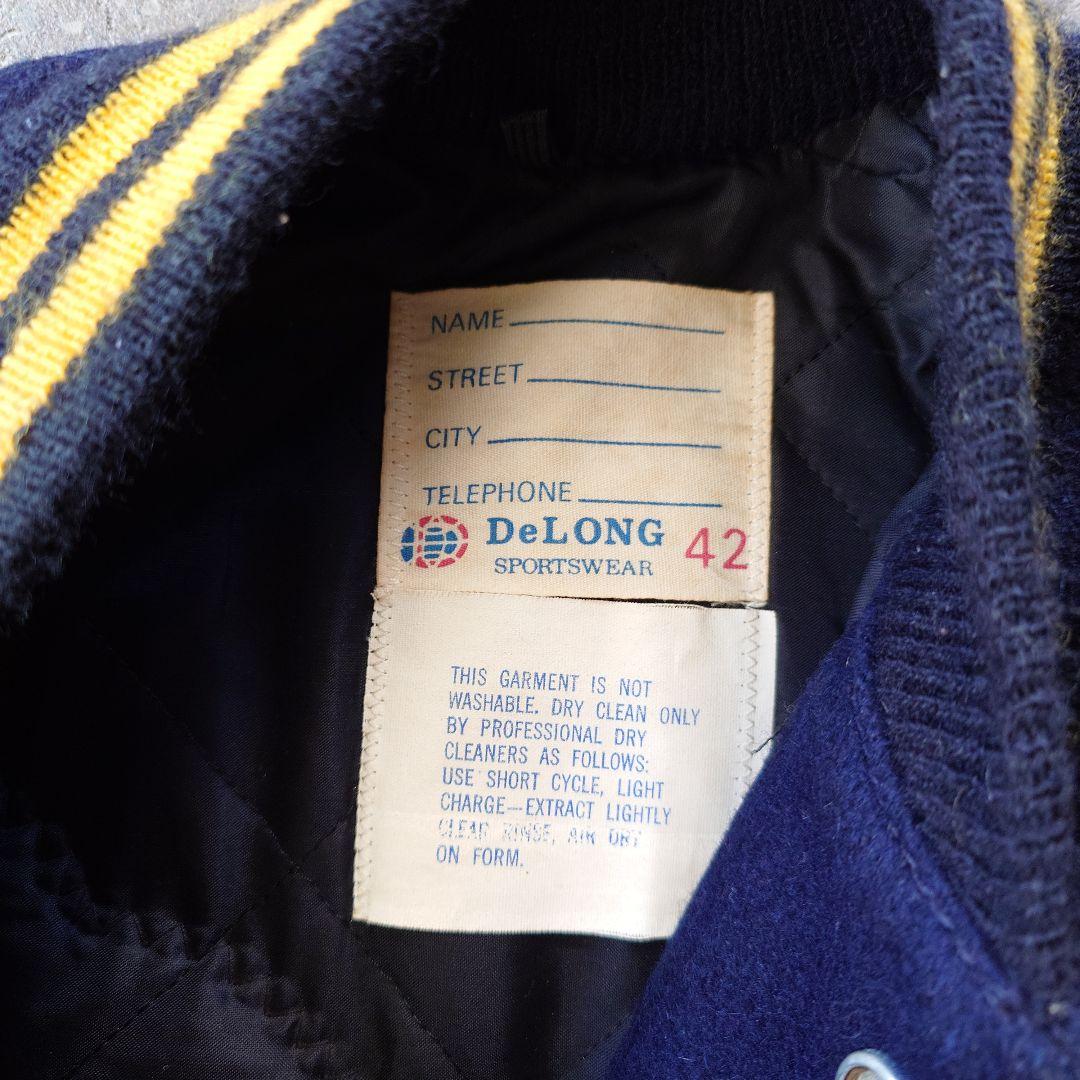 NAME
STREET
CITY
TELEPHONE
DeLONG 42
SPORTSWEAR
THIS GARMENT IS NOT
WASHABLE. DRY CLEAN ONLY
BY PROFESSIONAL DRY
CLEANERS AS FOLLOWS:
USE SHORT CYCLE, LIGHT
CHARGE—EXTRACT LIGHTLY
CLEAR RINSE, AIR DRY
ON FORM.